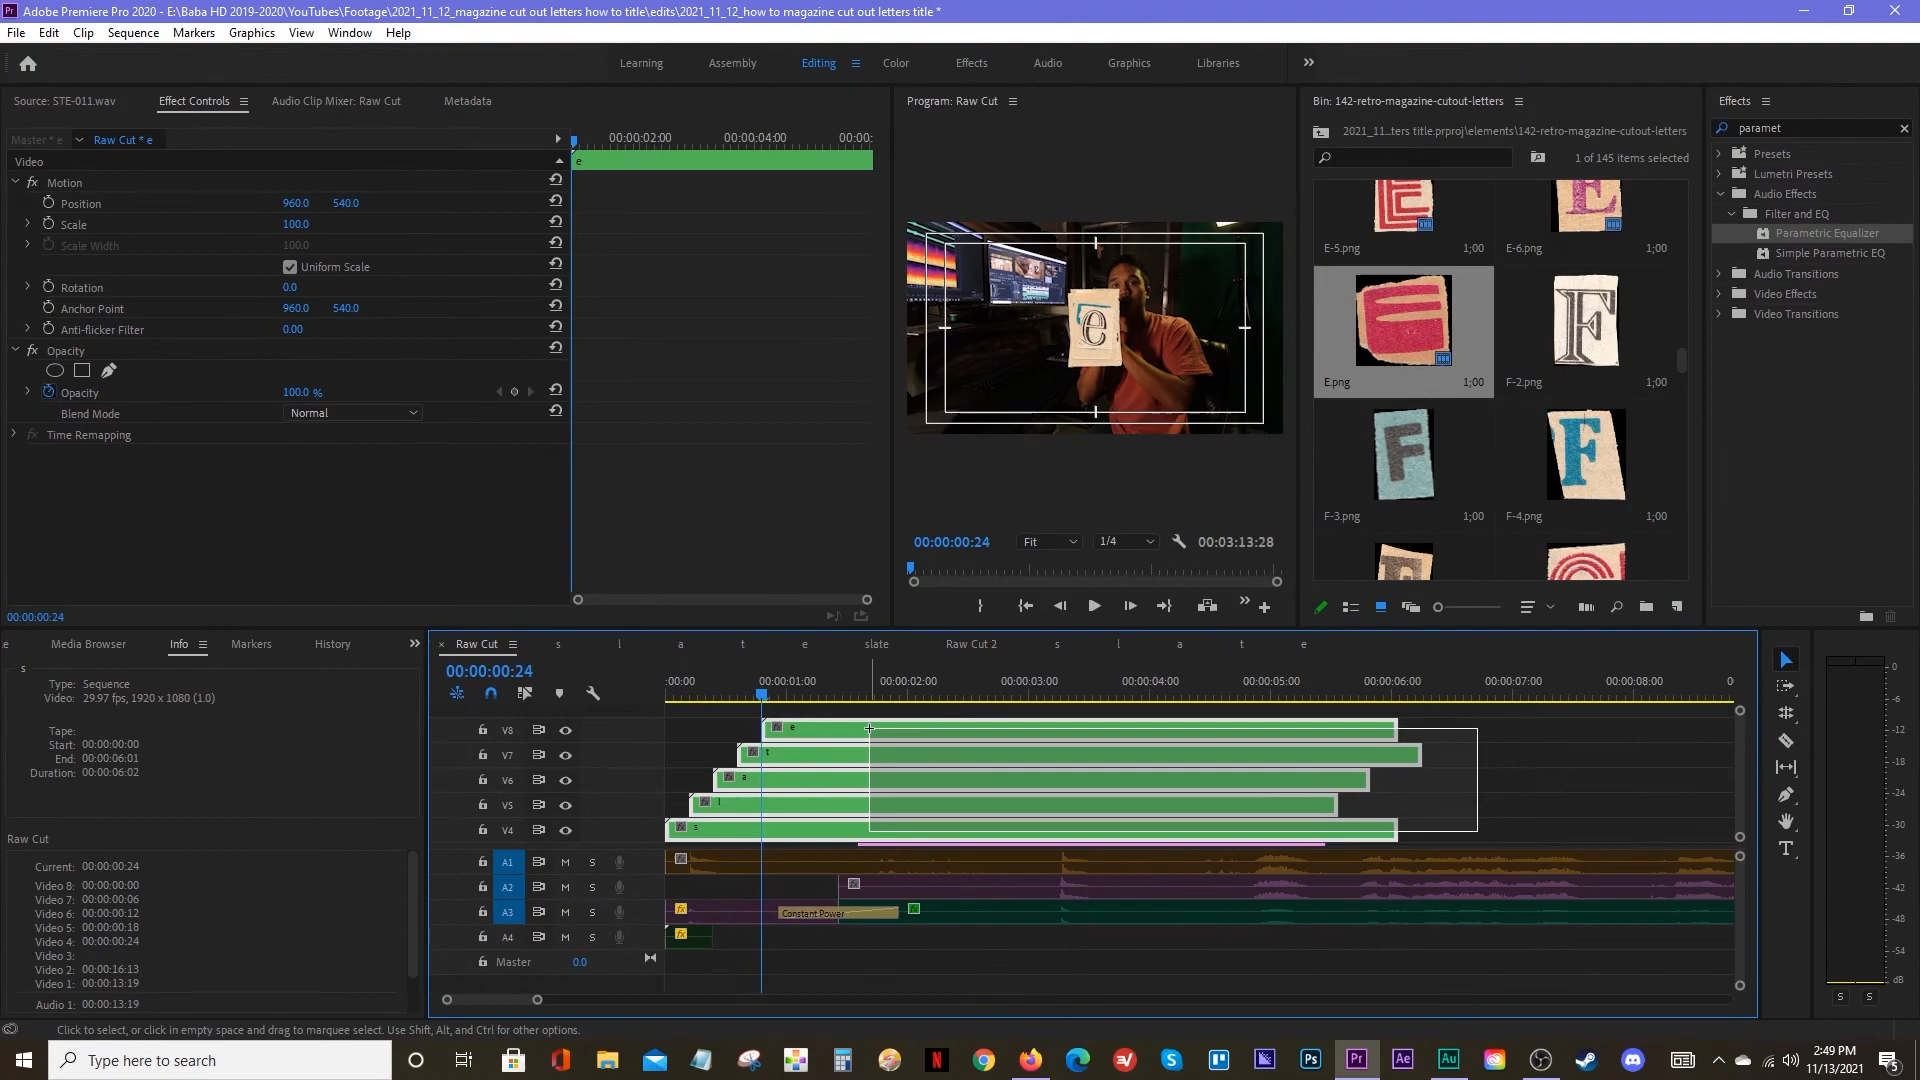 Adobe Premiere Pro 2020 - E:\Baba HD 2019-2020\YouTubes\Footage\2021_11_12_magazine cut out letters how to title\edits\2021_11_12_how to magazine cut out letters title *
File Edit Clip Sequence Markers Graphics View Window Help
Learning Assembly Editing Color Effects Audio Graphics Libraries
Source: STE-011.wav Effect Controls Audio Clip Mixer: Raw Cut Metadata
Master * e Raw Cut * e
00:00:02:00 00:00:04:00 00:00:
Video
e
Motion
Position 960.0 540.0
Scale 100.0
Scale Width 100.0
Uniform Scale
Rotation 0.0
Anchor Point 960.0 540.0
Anti-flicker Filter 0.00
Opacity
Opacity 100.0 %
Blend Mode Normal
Time Remapping
00:00:00:24
Program: Raw Cut
e
00:00:00:24 Fit 1/4 00:03:13:28
Bin: 142-retro-magazine-cutout-letters
2021_11...ters title.prproj\elements\142-retro-magazine-cutout-letters
1 of 145 items selected
E E
E-5.png 1;00 E-6.png 1;00
E F
E.png 1;00 F-2.png 1;00
F F
F-3.png 1;00 F-4.png 1;00
Effects
paramet
Presets
Lumetri Presets
Audio Effects
Filter and EQ
Parametric Equalizer
Simple Parametric EQ
Audio Transitions
Video Effects
Video Transitions
e Media Browser Info Markers History
s
Type: Sequence
Video: 29.97 fps, 1920 x 1080 (1.0)
Tape:
Start: 00:00:00:00
End: 00:00:06:01
Duration: 00:00:06:02
Raw Cut
Current: 00:00:00:24
Video 8: 00:00:00:00
Video 7: 00:00:00:06
Video 6: 00:00:00:12
Video 5: 00:00:00:18
Video 4: 00:00:00:24
Video 3:
Video 2: 00:00:16:13
Video 1: 00:00:13:19
Audio 1: 00:00:13:19
Raw Cut s l a t e slate Raw Cut 2 s l a t e
00:00:00:24
:00:00 00:00:01:00 00:00:02:00 00:00:03:00 00:00:04:00 00:00:05:00 00:00:06:00 00:00:07:00 00:00:08:00 0
V8 e
V7 t
V6 a
V5 l
V4 s
A1 M S
A2 M S
A3 M S Constant Power
A4 M S
Master 0.0
0
-6
-12
-18
-24
-30
-36
-42
-48
-54
dB
S S
Click to select, or click in empty space and drag to marquee select. Use Shift, Alt, and Ctrl for other options.
Type here to search
2:49 PM
11/13/2021
5